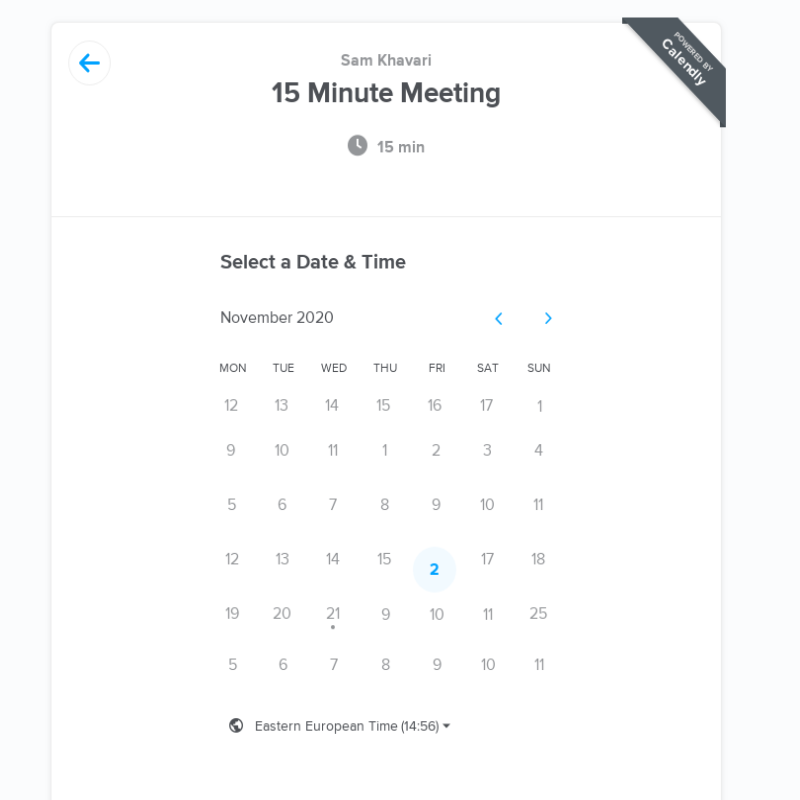 Sam Khavari
POWERED BY
Calendly
15 Minute Meeting
15 min
Select a Date & Time
November 2020
MON TUE WED THU FRI SAT SUN
12 13 14 15 16 17 1
9 10 11 1 2 3 4
5 6 7 8 9 10 11
12 13 14 15 2 17 18
19 20 21 9 10 11 25
5 6 7 8 9 10 11
Eastern European Time (14:56)